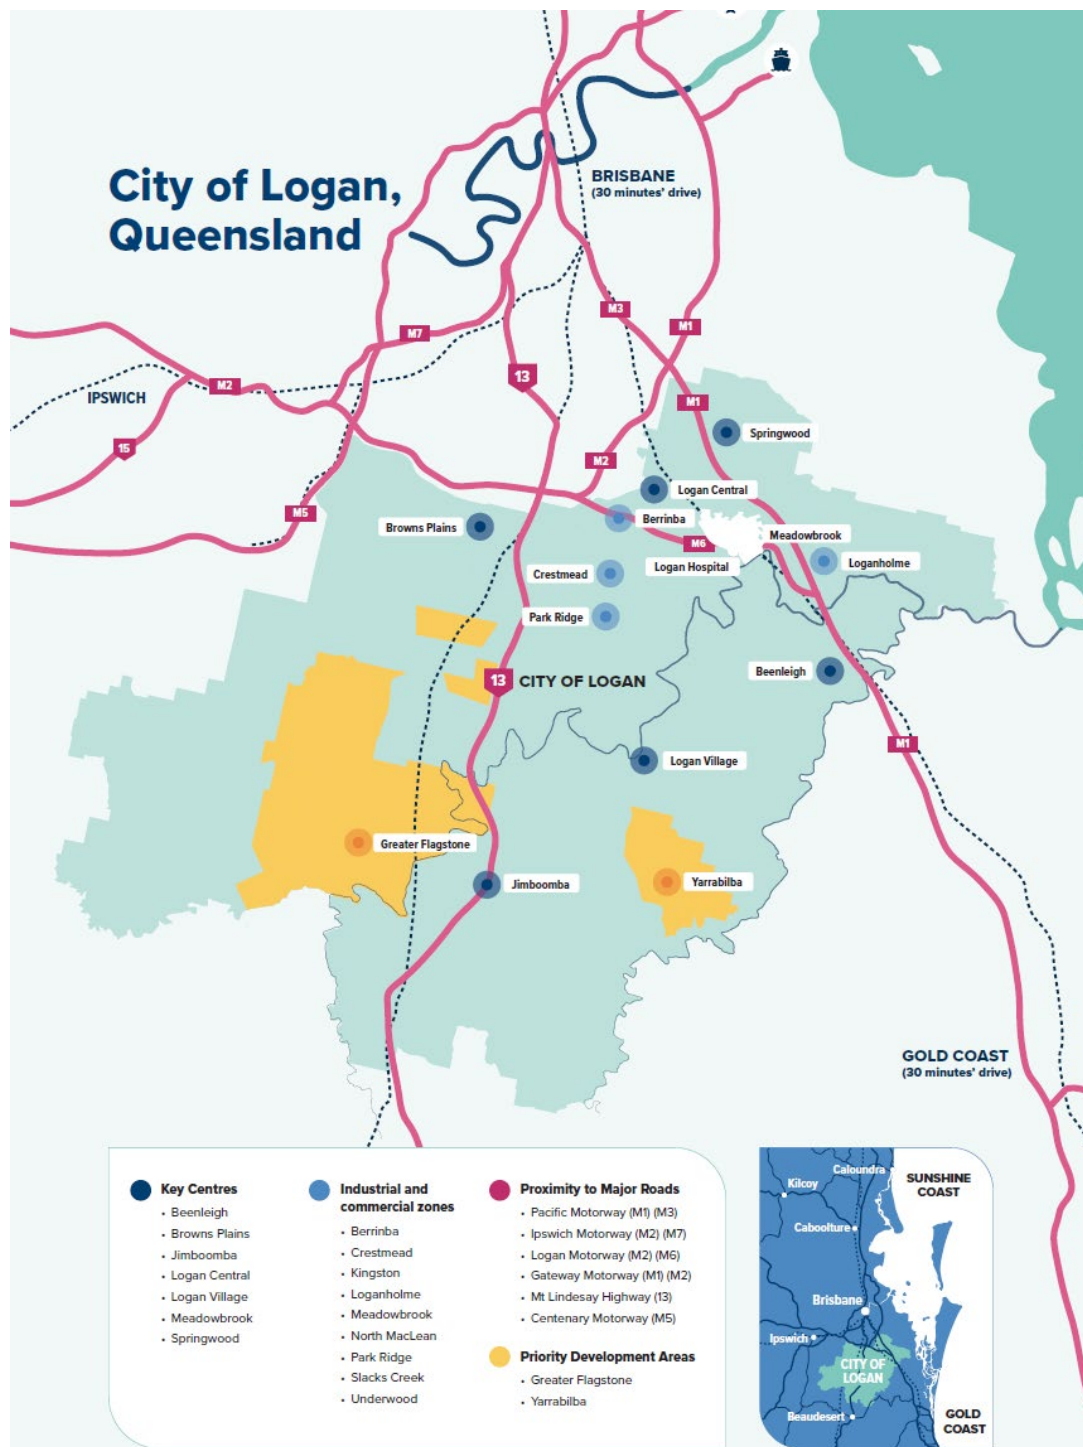 City of Logan,
Queensland
BRISBANE
(30 minutes' drive)
M3
M1
M7
13
M2
IPSWICH
15
M1
Springwood
M2
Logan Central
M5
Browns Plains
Berrinba
M6
Meadowbrook
Logan Hospital
Loganholme
Crestmead
Park Ridge
13
CITY OF LOGAN
Beenleigh
M1
Logan Village
Greater Flagstone
Jimboomba
Yarrabilba
GOLD COAST
(30 minutes' drive)
Key Centres
• Beenleigh
• Browns Plains
• Jimboomba
• Logan Central
• Logan Village
• Meadowbrook
• Springwood
Industrial and
commercial zones
• Berrinba
• Crestmead
• Kingston
• Loganholme
• Meadowbrook
• North MacLean
• Park Ridge
• Slacks Creek
• Underwood
Proximity to Major Roads
• Pacific Motorway (M1) (M3)
• Ipswich Motorway (M2) (M7)
• Logan Motorway (M2) (M6)
• Gateway Motorway (M1) (M2)
• Mt Lindesay Highway (13)
• Centenary Motorway (M5)
Priority Development Areas
• Greater Flagstone
• Yarrabilba
Caloundra
SUNSHINE
COAST
Kilcoy
Caboolture
Brisbane
Ipswich
CITY OF
LOGAN
Beaudesert
GOLD
COAST